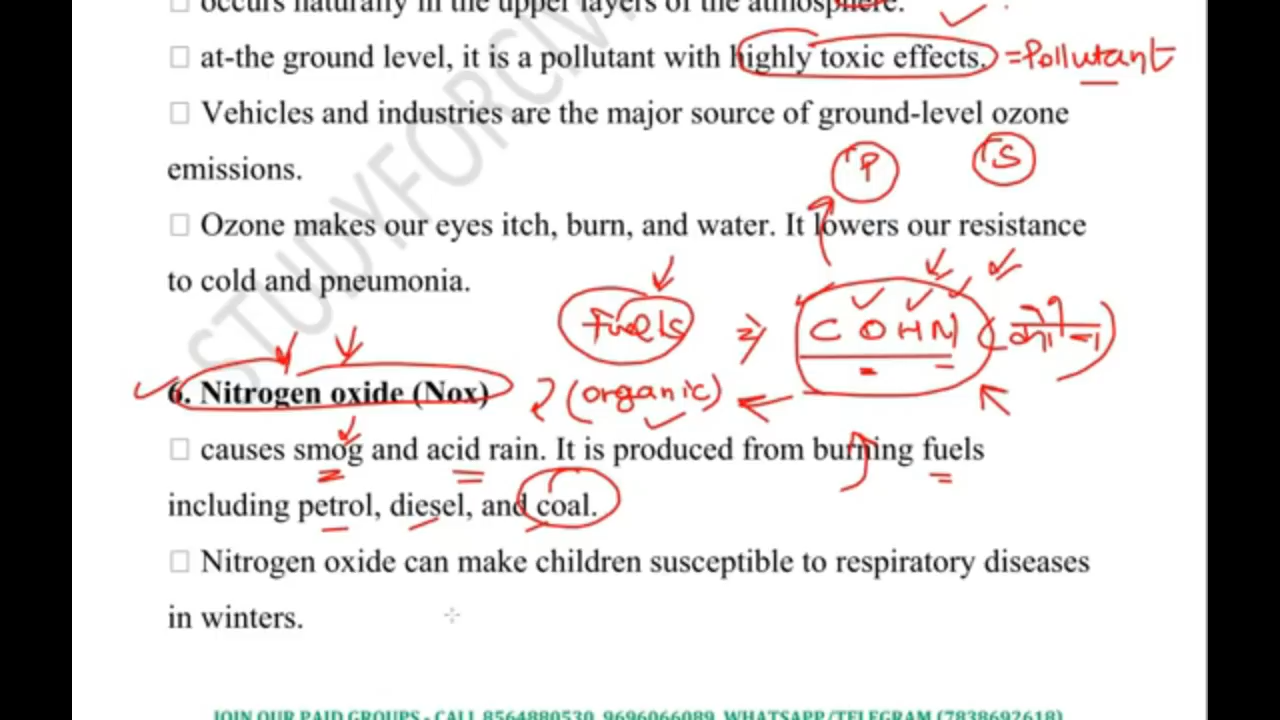 occurs naturally in the upper layers of the atmosphere.
□ at-the ground level, it is a pollutant with highly toxic effects. =Pollutant
□ Vehicles and industries are the major source of ground-level ozone
emissions.
P S
□ Ozone makes our eyes itch, burn, and water. It lowers our resistance
to cold and pneumonia.
Fuels ⇒ COHN
6. Nitrogen oxide (Nox) (organic)
□ causes smog and acid rain. It is produced from burning fuels
including petrol, diesel, and coal.
□ Nitrogen oxide can make children susceptible to respiratory diseases
in winters.
STUDYFORCIV
JOIN OUR PAID GROUPS - CALL 8564880530, 9696066089, WHATSAPP/TELEGRAM (7838692618)